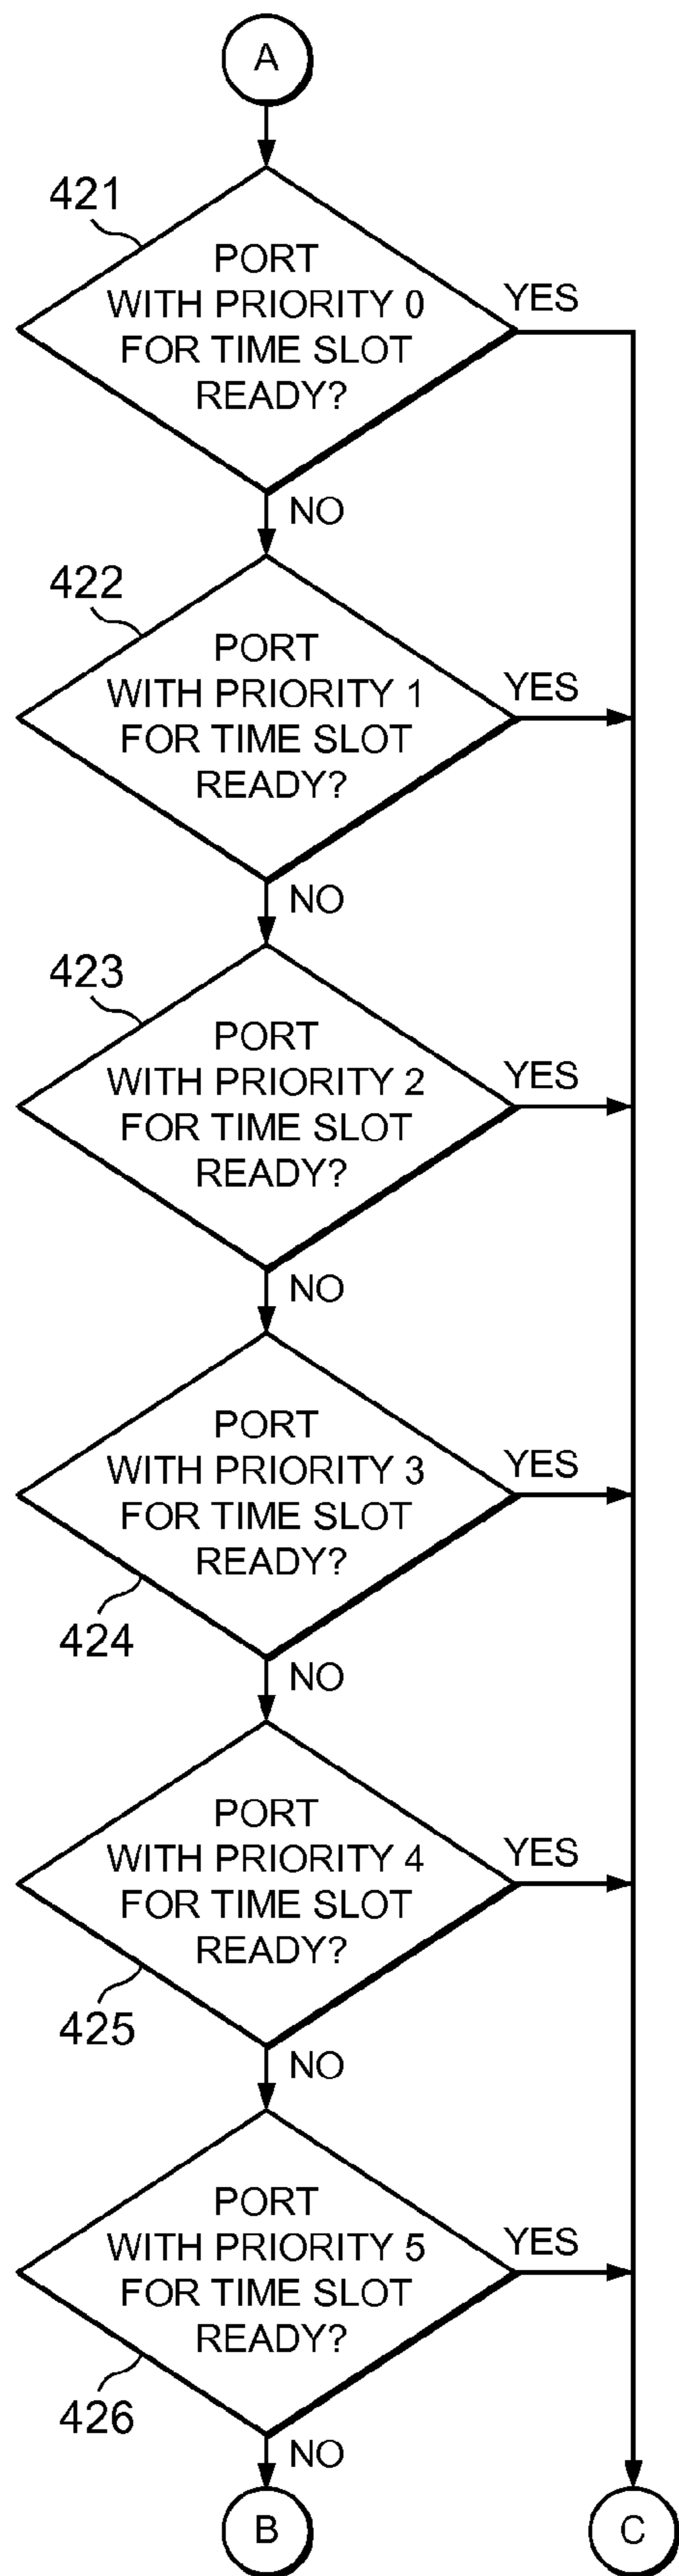 A
421
PORT
WITH PRIORITY 0
FOR TIME SLOT
READY?
YES
NO
422
PORT
WITH PRIORITY 1
FOR TIME SLOT
READY?
YES
NO
423
PORT
WITH PRIORITY 2
FOR TIME SLOT
READY?
YES
NO
PORT
WITH PRIORITY 3
FOR TIME SLOT
READY?
YES
424
NO
PORT
WITH PRIORITY 4
FOR TIME SLOT
READY?
YES
425
NO
PORT
WITH PRIORITY 5
FOR TIME SLOT
READY?
YES
426
NO
B
C